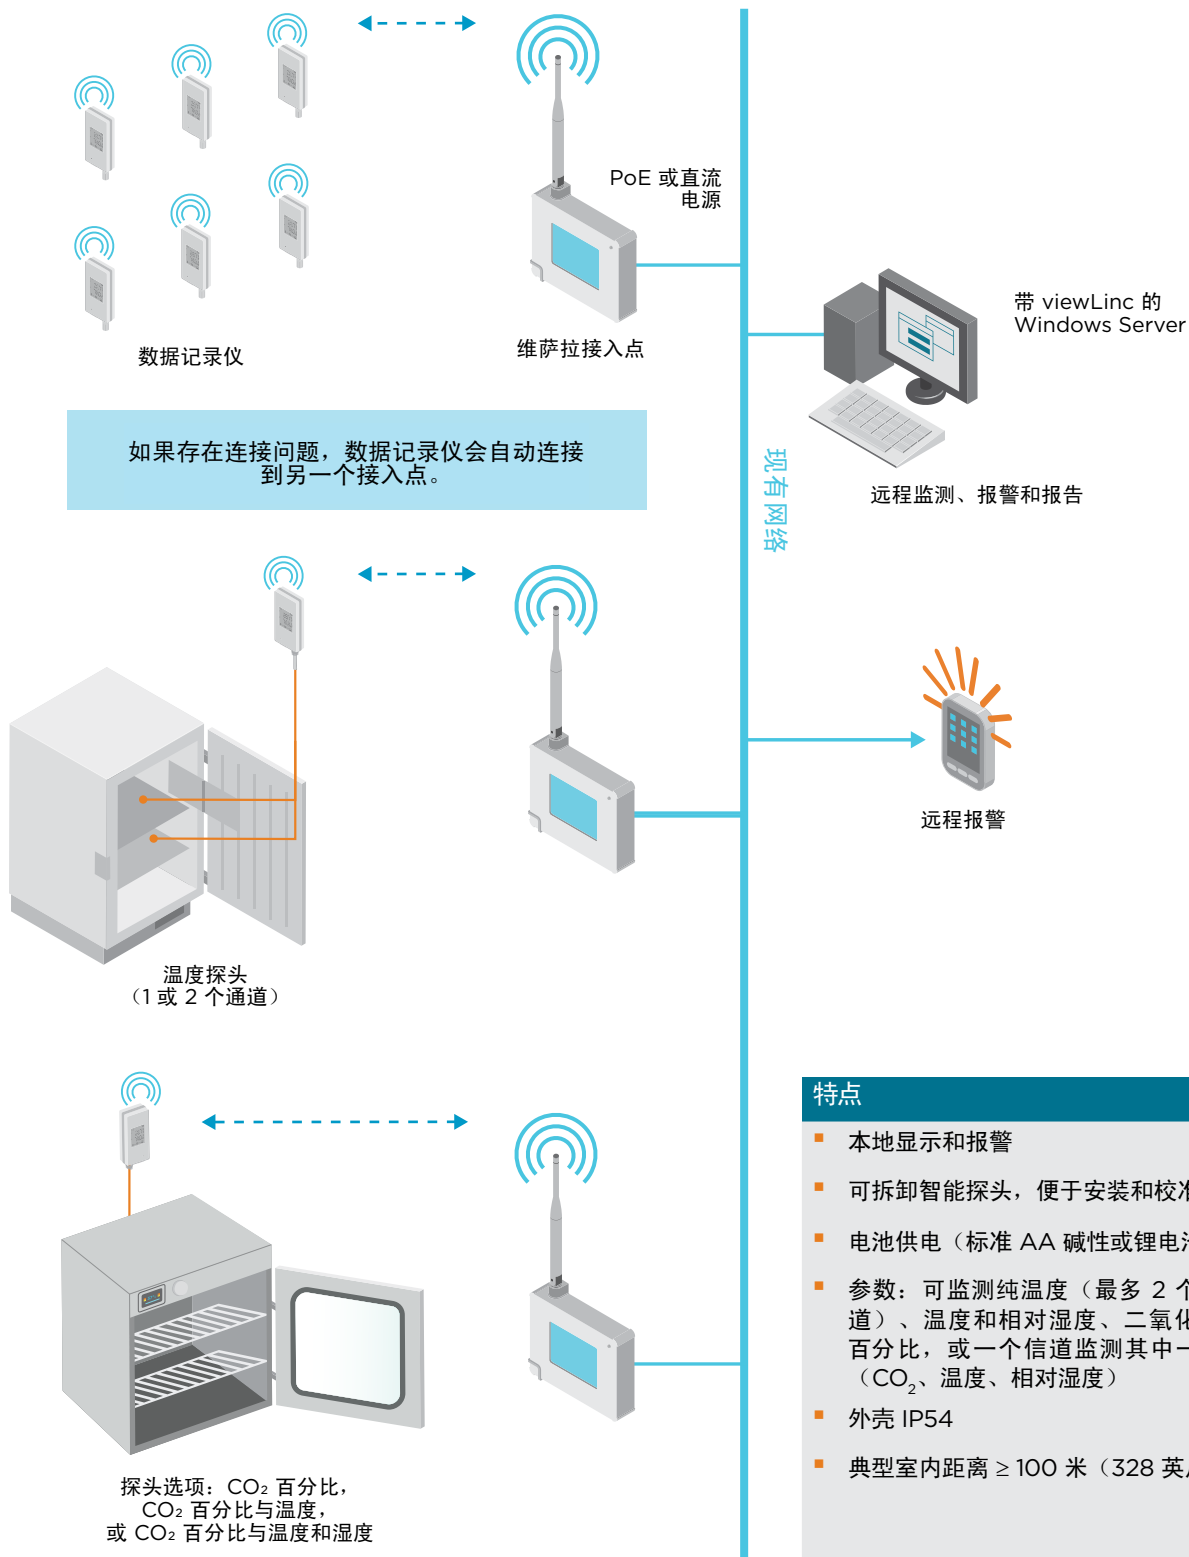 PoE 或直流
电源
数据记录仪
维萨拉接入点
带 viewLinc 的
Windows Server
如果存在连接问题，数据记录仪会自动连接
到另一个接入点。
现有网络
远程监测、报警和报告
远程报警
温度探头
（1 或 2 个通道）
特点
本地显示和报警
可拆卸智能探头，便于安装和校
电池供电（标准 AA 碱性或锂电
参数：可监测纯温度（最多 2 个
道）、温度和相对湿度、二氧化
百分比，或一个信道监测其中一
（CO₂、温度、相对湿度）
外壳 IP54
典型室内距离 ≥ 100 米（328 英
探头选项：CO₂ 百分比，
CO₂ 百分比与温度，
或 CO₂ 百分比与温度和湿度